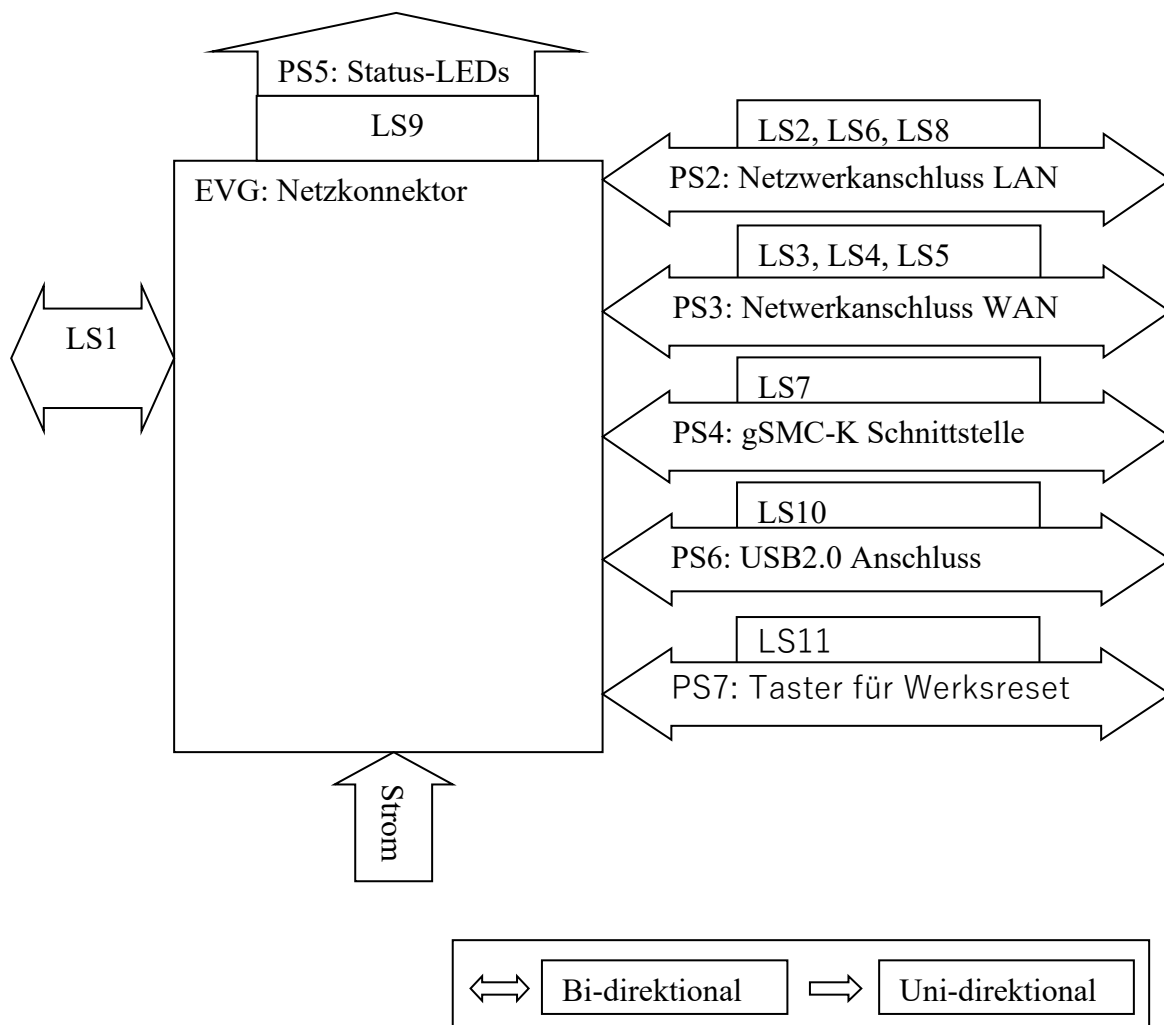 PS5: Status-LEDs
LS9
EVG: Netzkonnektor
LS1
LS2, LS6, LS8
PS2: Netzwerkanschluss LAN
LS3, LS4, LS5
PS3: Netwerkanschluss WAN
LS7
PS4: gSMC-K Schnittstelle
LS10
PS6: USB2.0 Anschluss
LS11
PS7: Taster für Werksreset
Strom
Bi-direktional
Uni-direktional